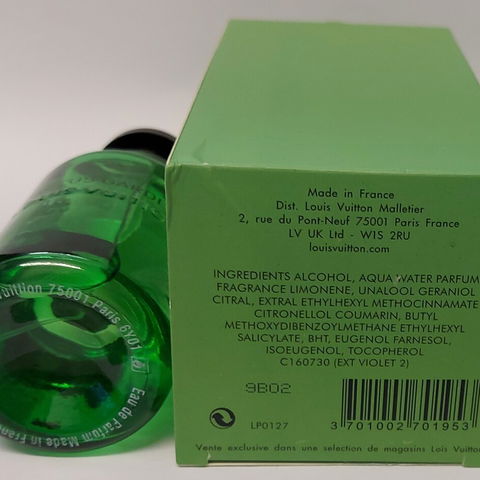 Made in France
Dist. Louis Vuitton Malletier
2, rue du Pont-Neuf 75001 Paris France
LV UK Ltd - W1S 2RU
louisvuitton.com
INGREDIENTS ALCOHOL, AQUA WATER PARFUM
FRAGRANCE LIMONENE, UNALOOL GERANIOL
CITRAL, EXTRAL ETHYLHEXYL METHOCINNAMATE
CITRONELLOL COUMARIN, BUTYL
METHOXYDIBENZOYLMETHANE ETHYLHEXYL
SALICYLATE, BHT, EUGENOL FARNESOL,
ISOEUGENOL, TOCOPHEROL
C160730 (EXT VIOLET 2)
9B02
LP0127
3 701002 701953
Vente exclusive dans une selection de magasins Lois Vuitton
Vuitton 75001 Paris
Eau de Parfum Made in France